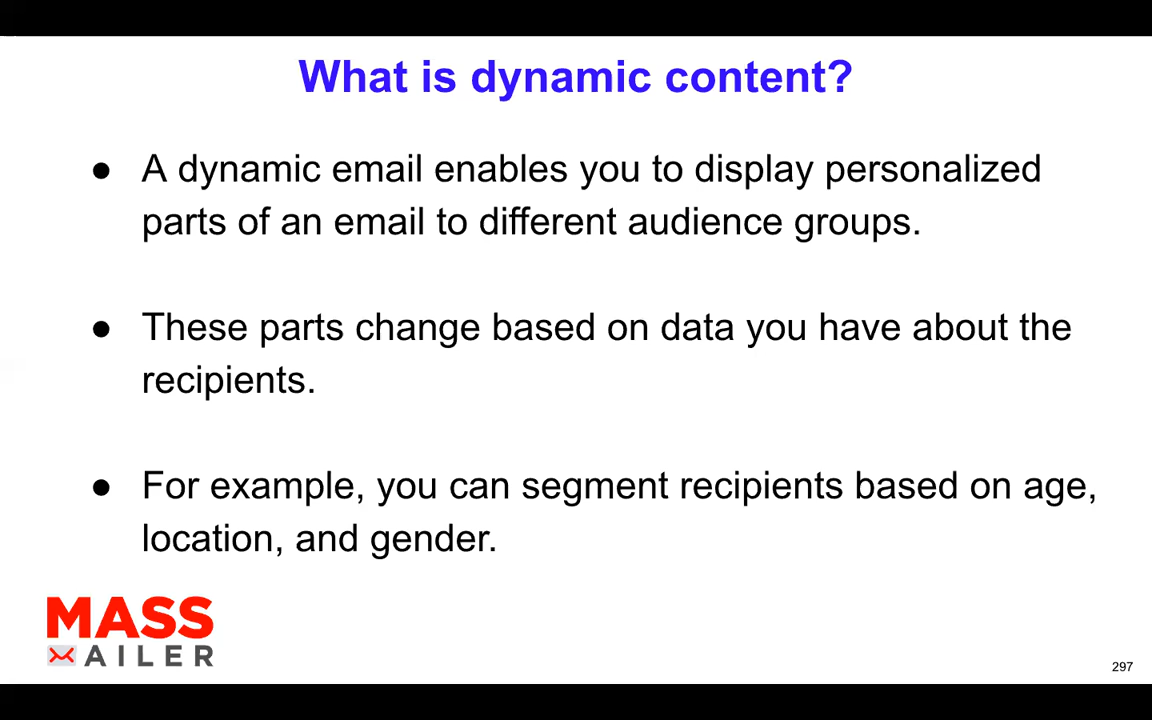 What is dynamic content?
● A dynamic email enables you to display personalized
parts of an email to different audience groups.
● These parts change based on data you have about the
recipients.
● For example, you can segment recipients based on age,
location, and gender.
MASS
AILER
297